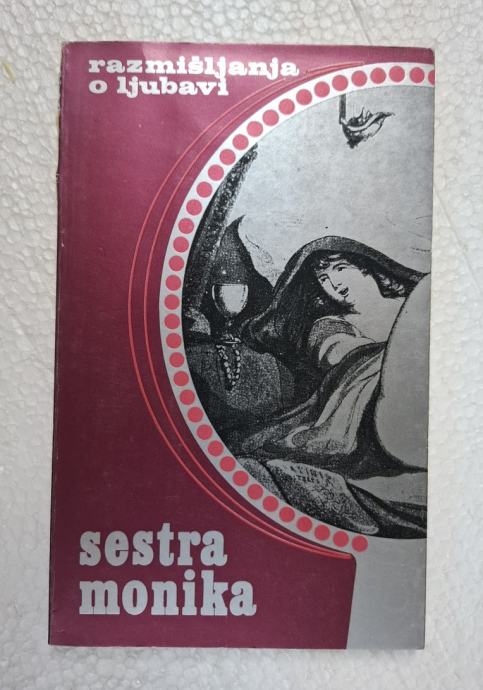 razmišljanja
o ljubavi
sestra
monika